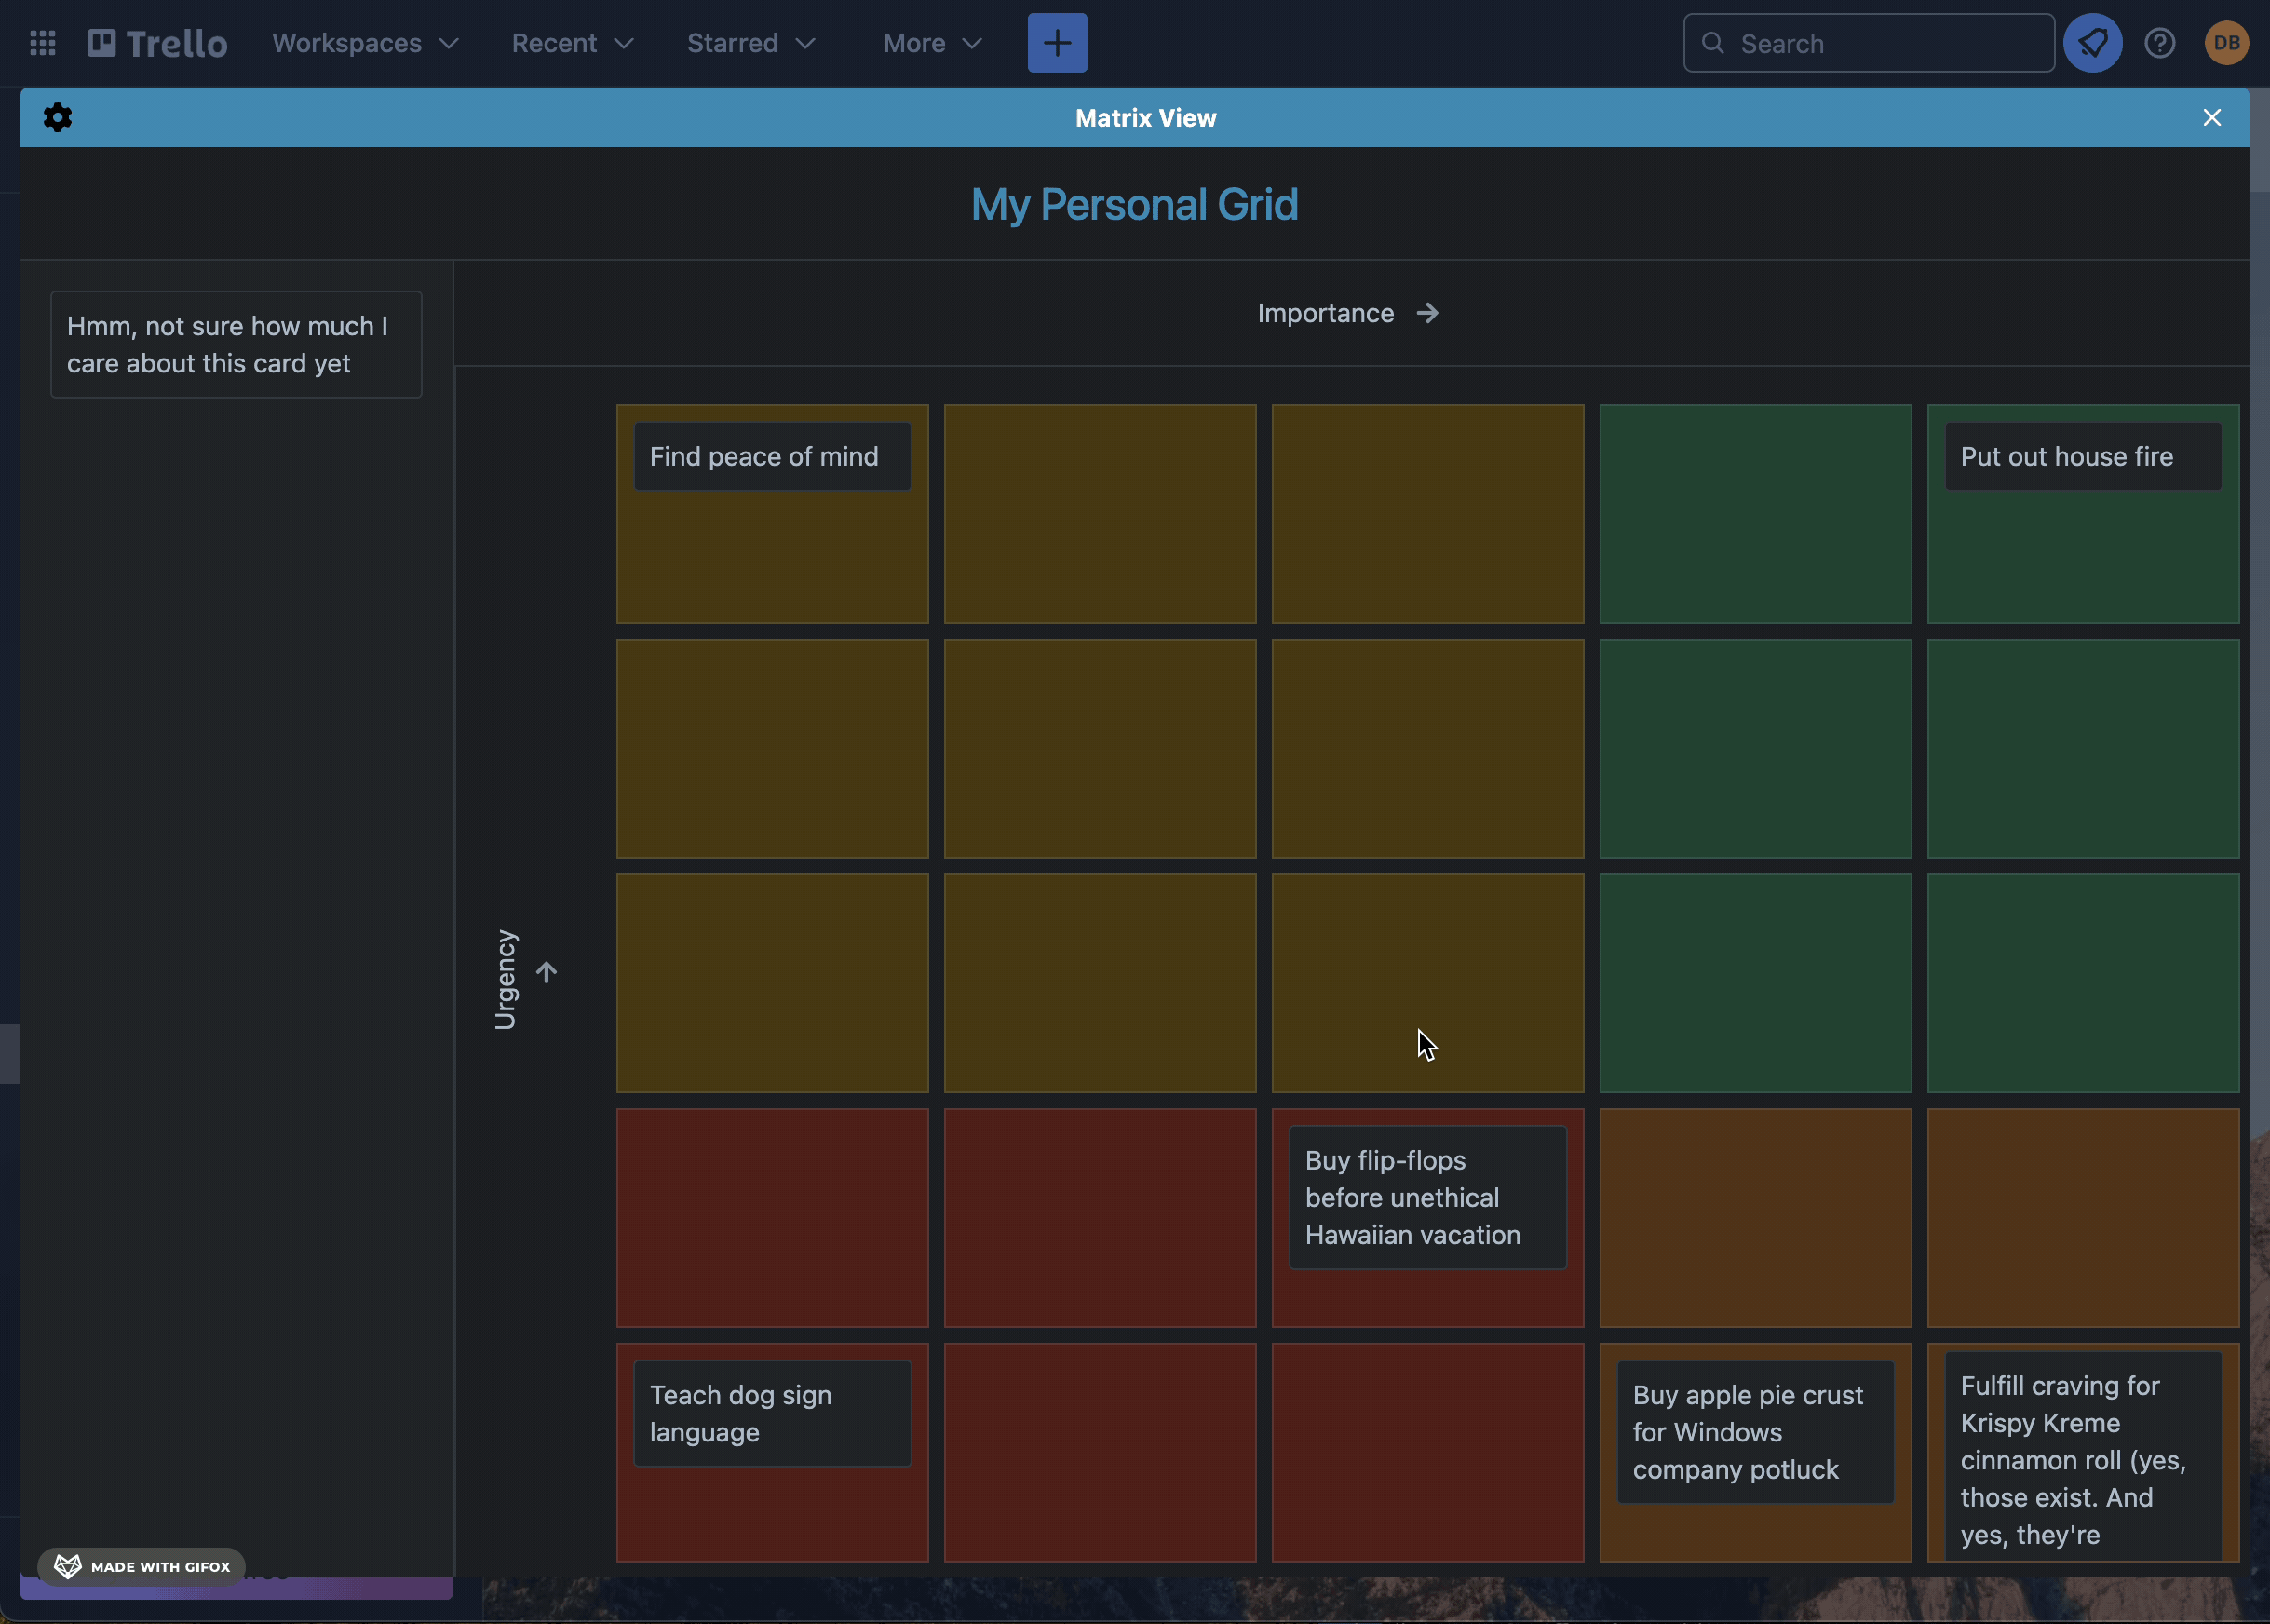 Trello
Workspaces
Recent
Starred
More
Search
DB
Matrix View
My Personal Grid
Hmm, not sure how much I
care about this card yet
Importance
Urgency
Find peace of mind
Put out house fire
Buy flip-flops
before unethical
Hawaiian vacation
Teach dog sign
language
Buy apple pie crust
for Windows
company potluck
Fulfill craving for
Krispy Kreme
cinnamon roll (yes,
those exist. And
yes, they're
MADE WITH GIFOX